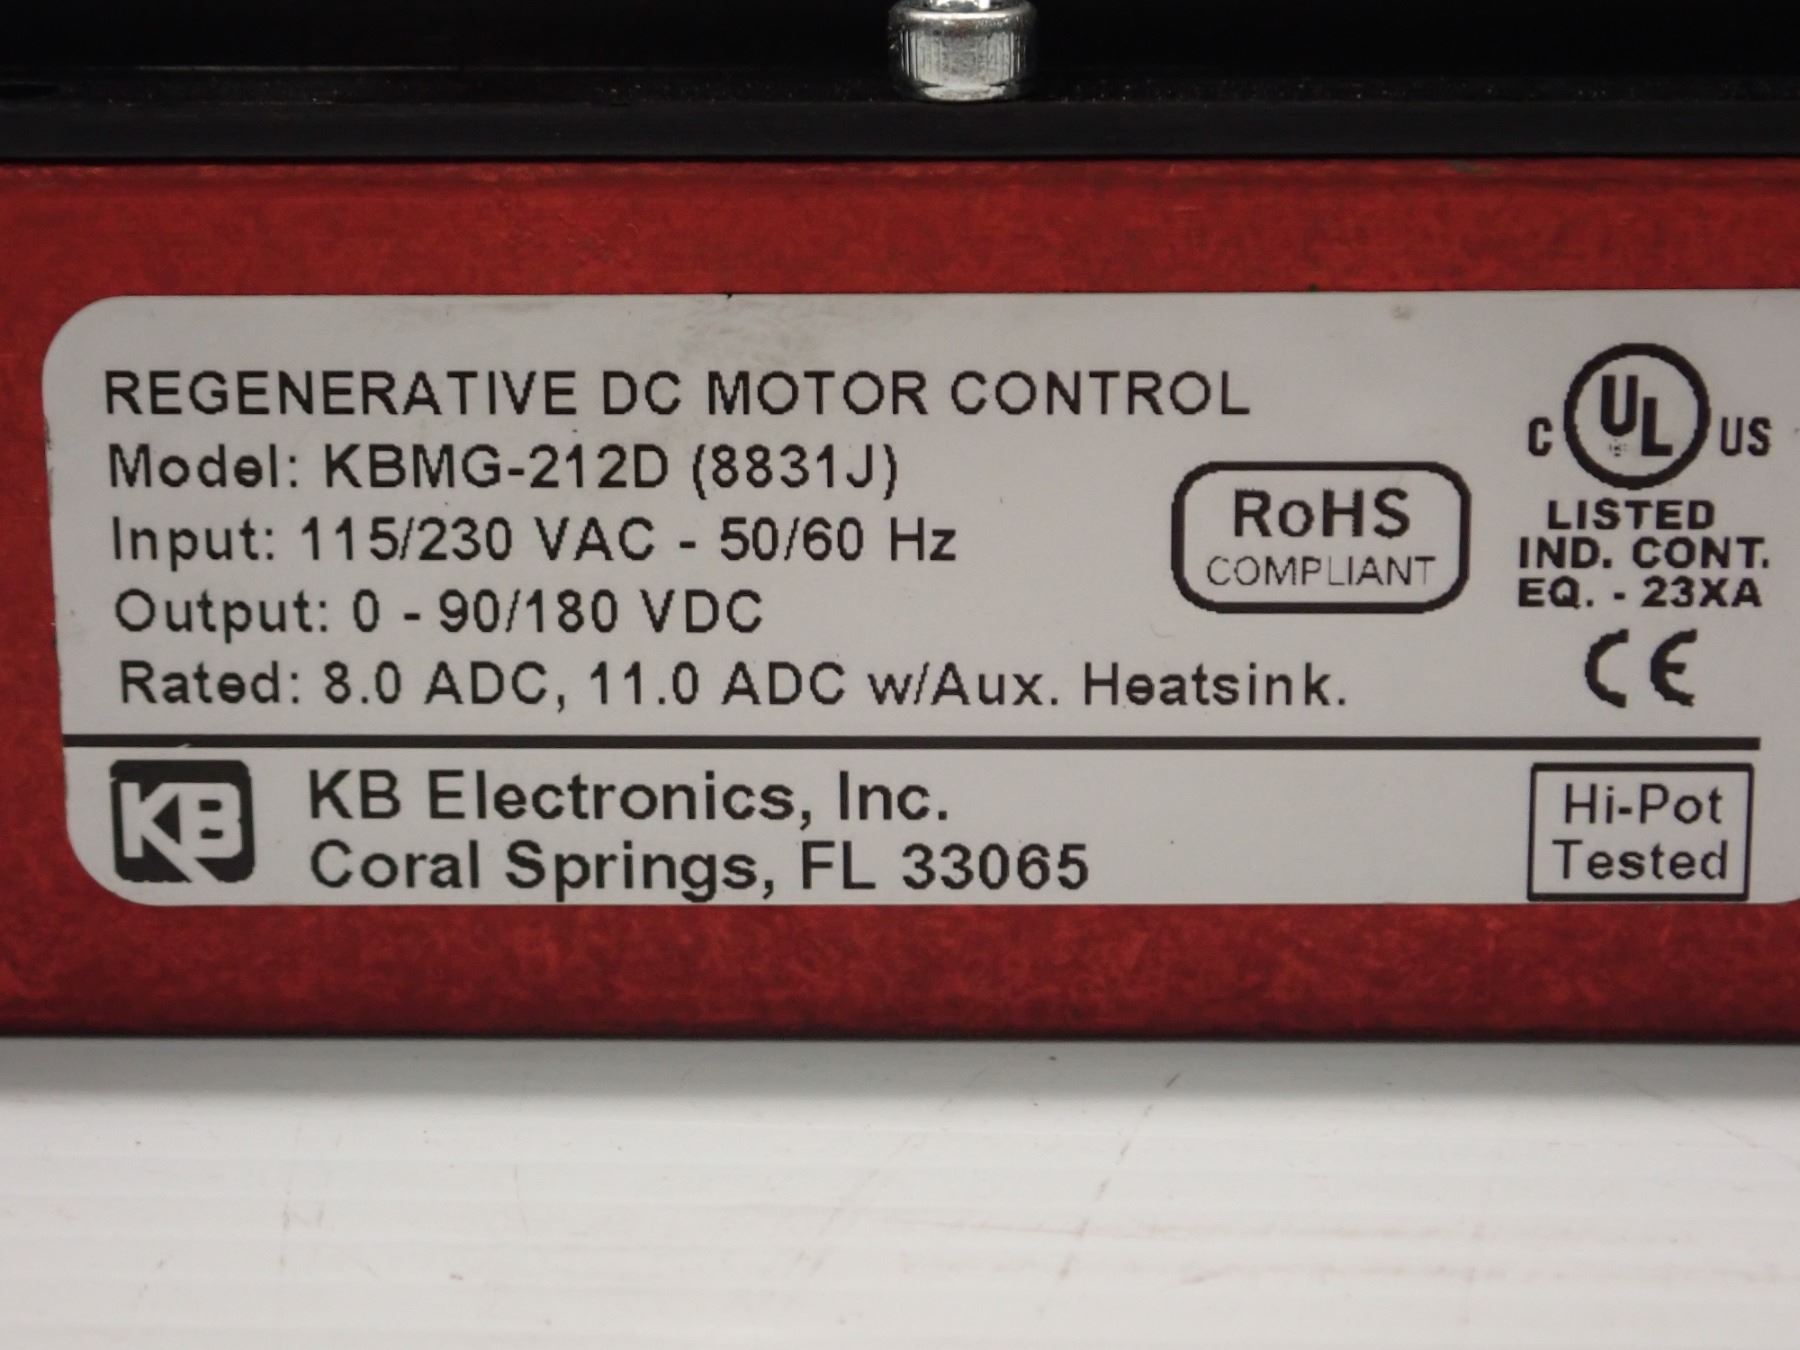 REGENERATIVE DC MOTOR CONTROL
Model: KBMG-212D (8831J)
Input: 115/230 VAC - 50/60 Hz
Output: 0 - 90/180 VDC
Rated: 8.0 ADC, 11.0 ADC w/Aux. Heatsink.
RoHS
COMPLIANT
C UL US
LISTED
IND. CONT.
EQ. - 23XA
CE
KB
KB Electronics, Inc.
Coral Springs, FL 33065
Hi-Pot
Tested